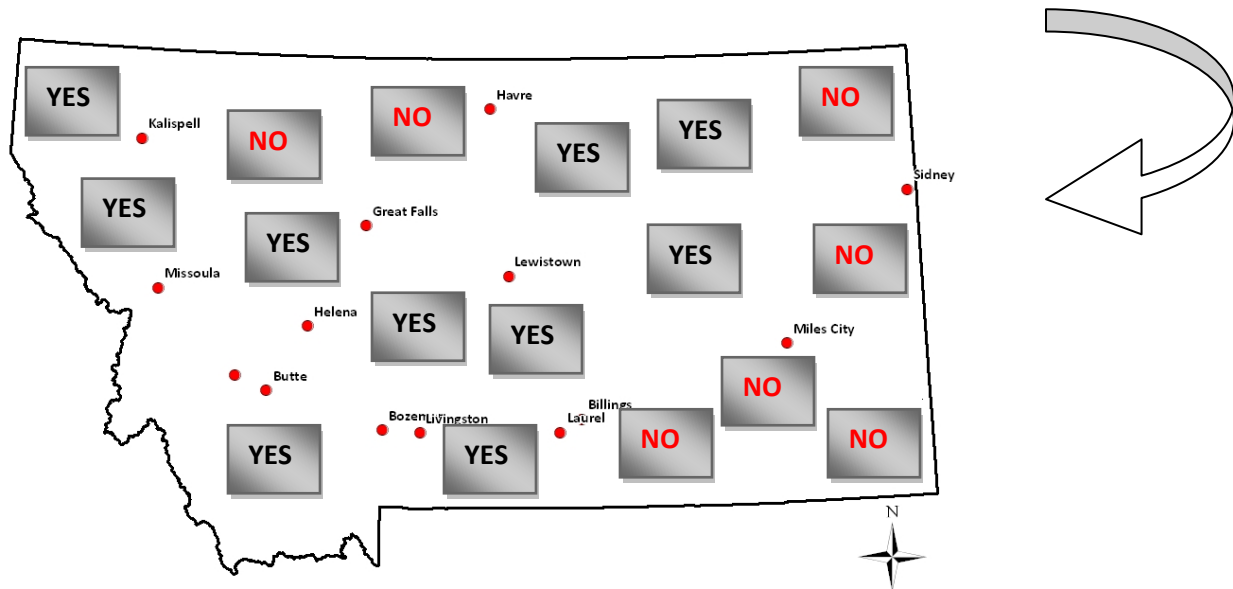 YES
NO
NO
Havre
YES
YES
NO
Kalispell
Sidney
YES
YES
Great Falls
YES
NO
Missoula
Lewistown
Helena
YES
YES
Miles City
Butte
NO
Billings
Livingston
Laurel
YES
YES
NO
NO
N